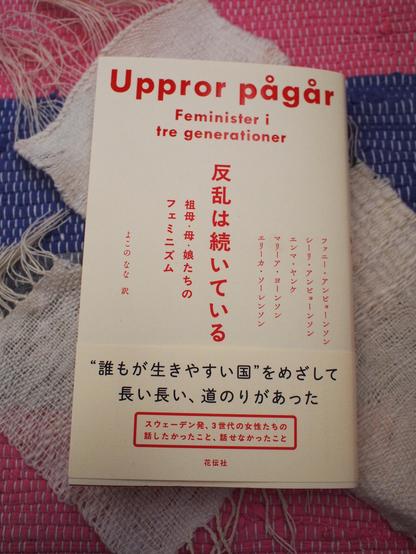 Uppror pågår
Feminister i
tre generationer
ファニー・アンビョーンソン
シーリ・アンビョーンソン
エンマ・ヤンケ
マリーア・ヨーンソン
エリーカ・ソーレンソン
反乱は続いている
祖母・母・娘たちの
フェミニズム
よこのなな 訳
“誰もが生きやすい国”をめざして
長い長い、道のりがあった
スウェーデン発、3世代の女性たちの
話したかったこと、話せなかったこと
花伝社